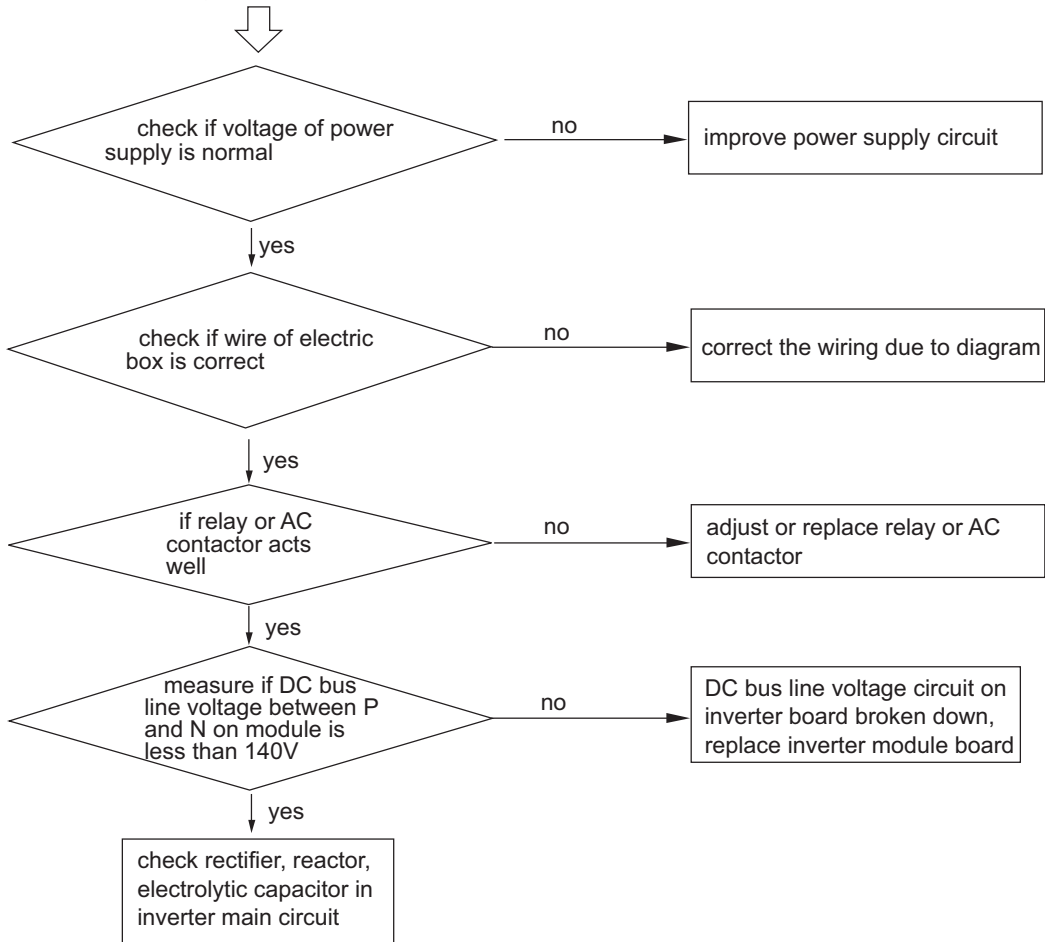 check if voltage of power
supply is normal
no
improve power supply circuit
yes
check if wire of electric
box is correct
no
correct the wiring due to diagram
yes
if relay or AC
contactor acts
well
no
adjust or replace relay or AC
contactor
yes
measure if DC bus
line voltage between P
and N on module is
less than 140V
no
DC bus line voltage circuit on
inverter board broken down,
replace inverter module board
yes
check rectifier, reactor,
electrolytic capacitor in
inverter main circuit